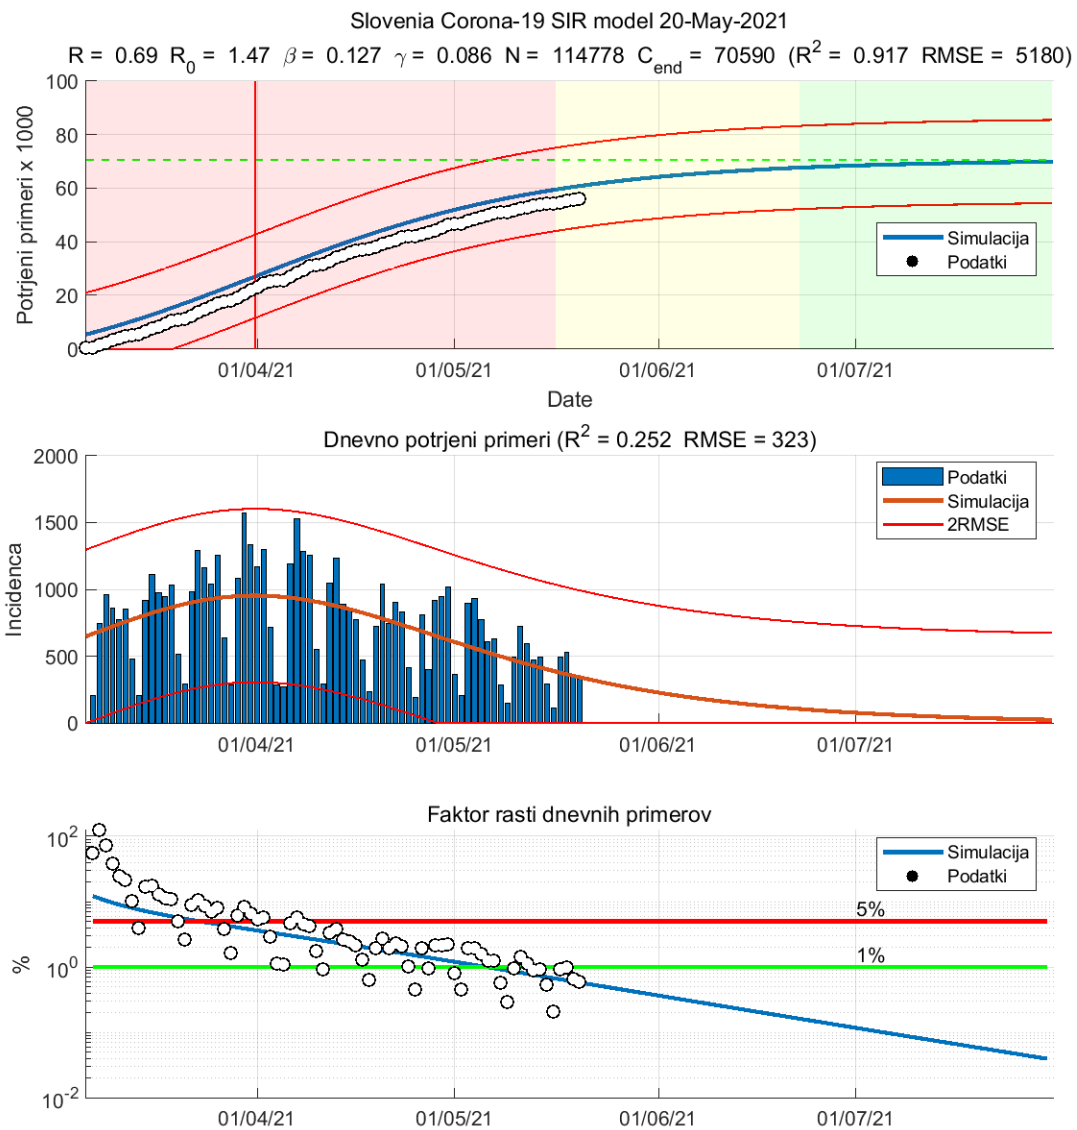 Slovenia Corona-19 SIR model 20-May-2021
R = 0.69 R0 = 1.47 β = 0.127 γ = 0.086 N = 114778 Cend = 70590 (R2 = 0.917 RMSE = 5180)
Potrjeni primeri x 1000
100
80
60
40
20
0
Simulacija
Podatki
01/04/21 01/05/21 01/06/21 01/07/21
Date
Dnevno potrjeni primeri (R2 = 0.252 RMSE = 323)
Incidenca
2000
1500
1000
500
0
Podatki
Simulacija
2RMSE
01/04/21 01/05/21 01/06/21 01/07/21
Faktor rasti dnevnih primerov
%
102
100
10-2
Simulacija
Podatki
5%
1%
01/04/21 01/05/21 01/06/21 01/07/21